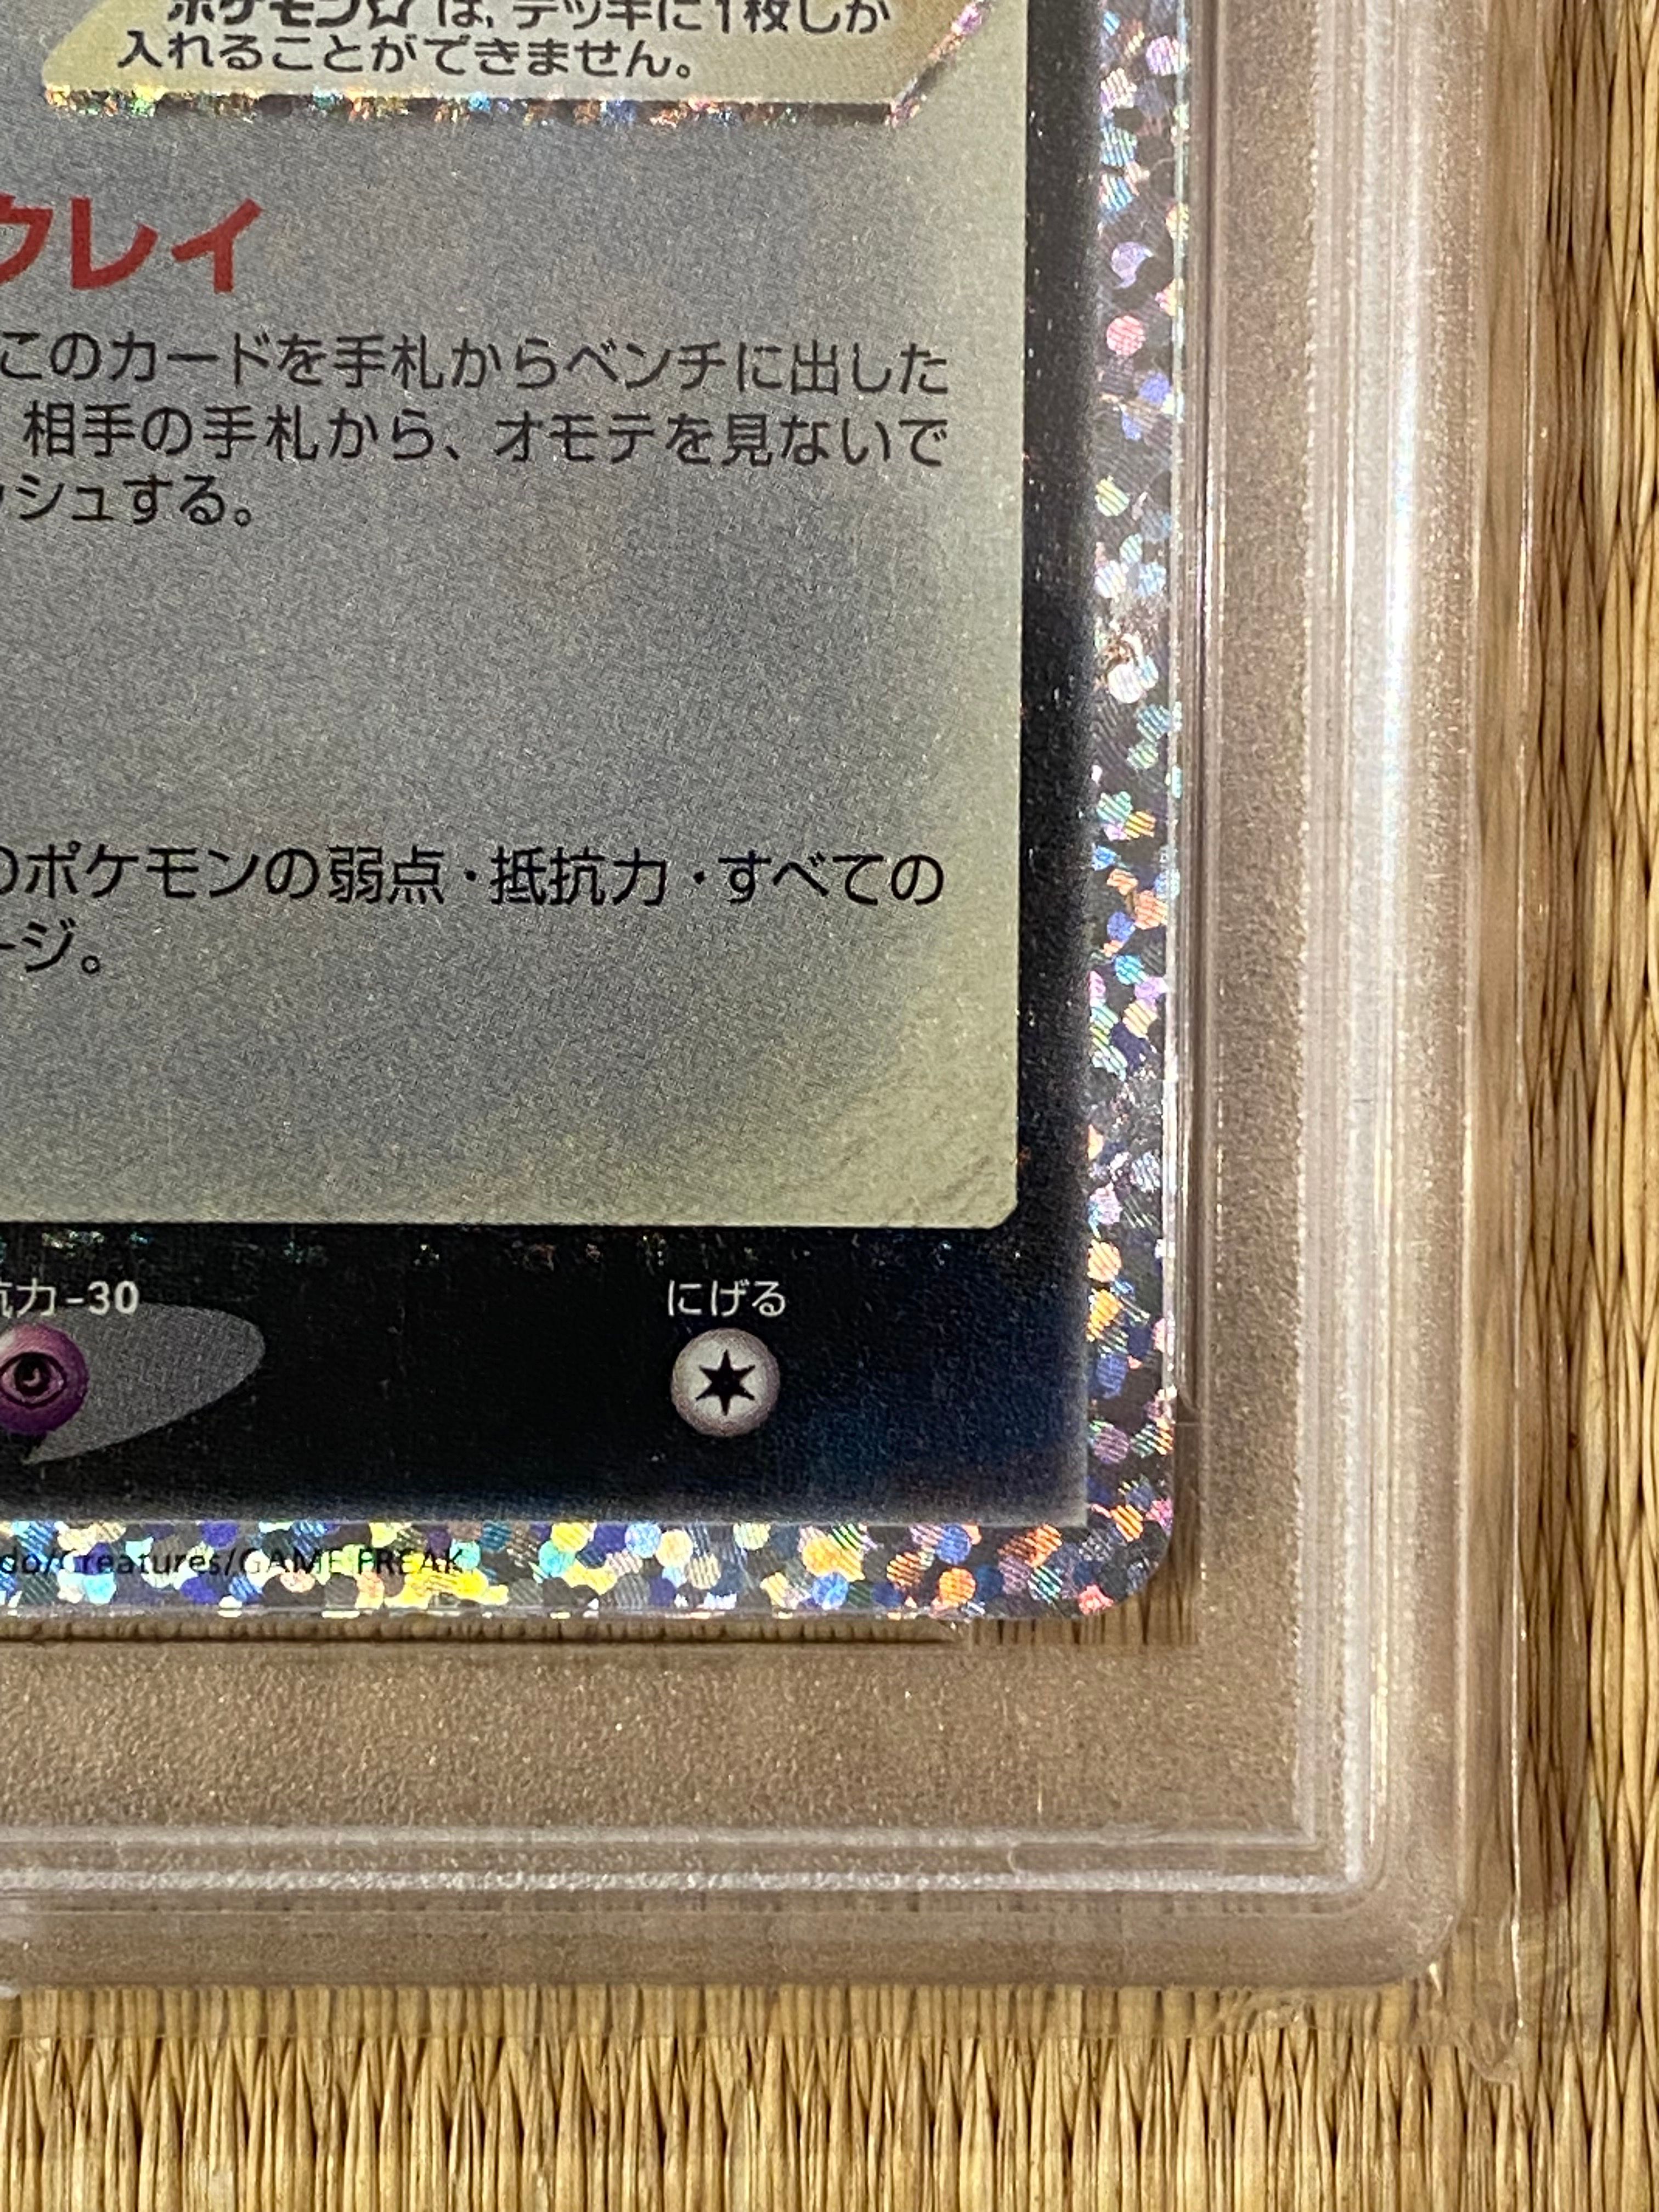 ポケモン☆は、デッキに1枚しか
入れることができません。
ウレイ
このカードを手札からベンチに出した
相手の手札から、オモテを見ないで
ッシュする。
のポケモンの弱点・抵抗力・すべての
ージ。
抗力-30
にげる
do/Creatures/GAME FREAK